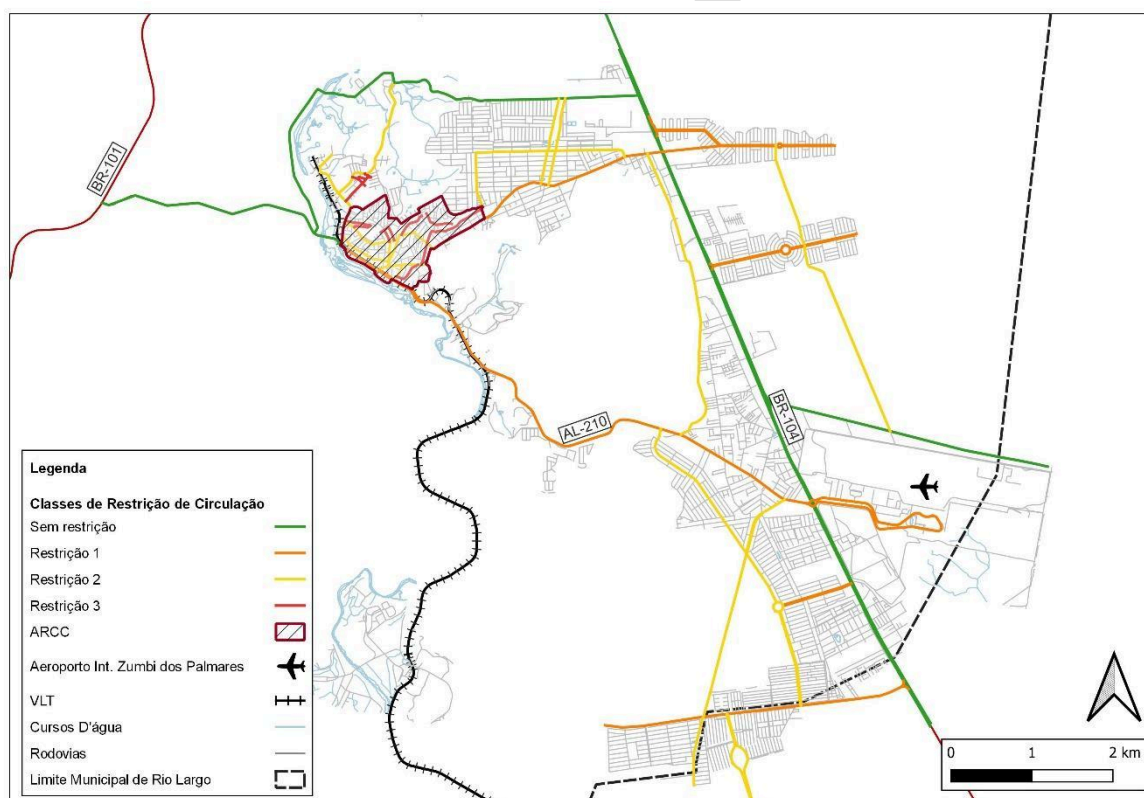 BR-101
AL-210
BR-104
Legenda
Classes de Restrição de Circulação
Sem restrição
Restrição 1
Restrição 2
Restrição 3
ARCC
Aeroporto Int. Zumbi dos Palmares
VLT
Cursos D'água
Rodovias
Limite Municipal de Rio Largo
0 1 2 km